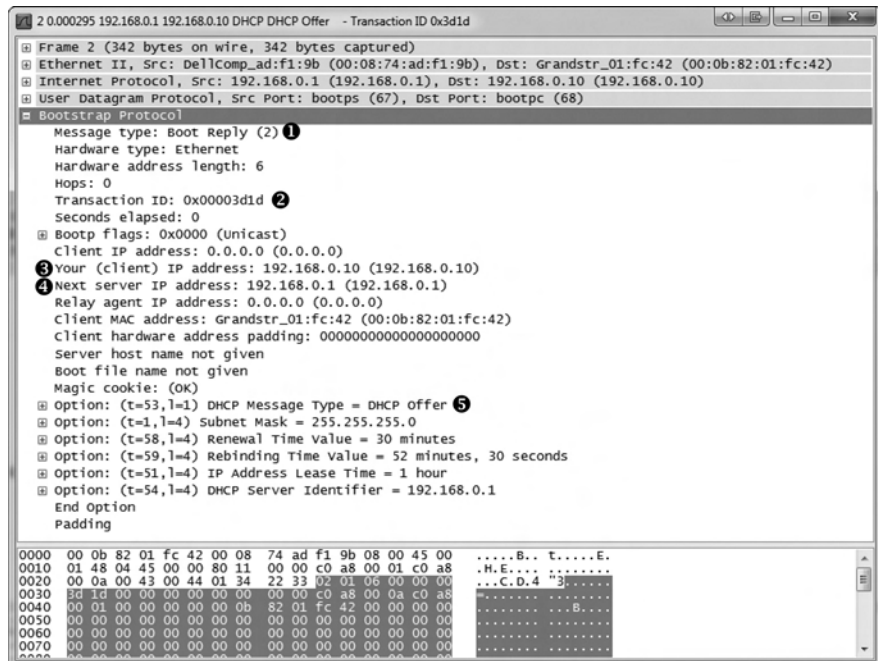 2 0.000295 192.168.0.1 192.168.0.10 DHCP DHCP Offer - Transaction ID 0x3d1d
Frame 2 (342 bytes on wire, 342 bytes captured)
Ethernet II, Src: DellComp_ad:f1:9b (00:08:74:ad:f1:9b), Dst: Grandstr_01:fc:42 (00:0b:82:01:fc:42)
Internet Protocol, Src: 192.168.0.1 (192.168.0.1), Dst: 192.168.0.10 (192.168.0.10)
User Datagram Protocol, Src Port: bootps (67), Dst Port: bootpc (68)
Bootstrap Protocol
Message type: Boot Reply (2) ❶
Hardware type: Ethernet
Hardware address length: 6
Hops: 0
Transaction ID: 0x00003d1d ❷
Seconds elapsed: 0
Bootp flags: 0x0000 (Unicast)
Client IP address: 0.0.0.0 (0.0.0.0)
❸ Your (client) IP address: 192.168.0.10 (192.168.0.10)
❹ Next server IP address: 192.168.0.1 (192.168.0.1)
Relay agent IP address: 0.0.0.0 (0.0.0.0)
Client MAC address: Grandstr_01:fc:42 (00:0b:82:01:fc:42)
Client hardware address padding: 00000000000000000000
Server host name not given
Boot file name not given
Magic cookie: (OK)
Option: (t=53,l=1) DHCP Message Type = DHCP Offer ❺
Option: (t=1,l=4) Subnet Mask = 255.255.255.0
Option: (t=58,l=4) Renewal Time Value = 30 minutes
Option: (t=59,l=4) Rebinding Time Value = 52 minutes, 30 seconds
Option: (t=51,l=4) IP Address Lease Time = 1 hour
Option: (t=54,l=4) DHCP Server Identifier = 192.168.0.1
End Option
Padding
0000 00 0b 82 01 fc 42 00 08 74 ad f1 9b 08 00 45 00 .....B.. t.....E.
0010 01 48 04 45 00 00 80 11 00 00 c0 a8 00 01 c0 a8 .H.E.... ........
0020 00 0a 00 43 00 44 01 34 22 33 02 01 06 00 00 00 ...C.D.4 "3......
0030 3d 1d 00 00 00 00 00 00 00 00 c0 a8 00 0a c0 a8 =....... ........
0040 00 01 00 00 00 00 00 0b 82 01 fc 42 00 00 00 00 ........ ...B....
0050 00 00 00 00 00 00 00 00 00 00 00 00 00 00 00 00 ........ ........
0060 00 00 00 00 00 00 00 00 00 00 00 00 00 00 00 00 ........ ........
0070 00 00 00 00 00 00 00 00 00 00 00 00 00 00 00 00 ........ ........